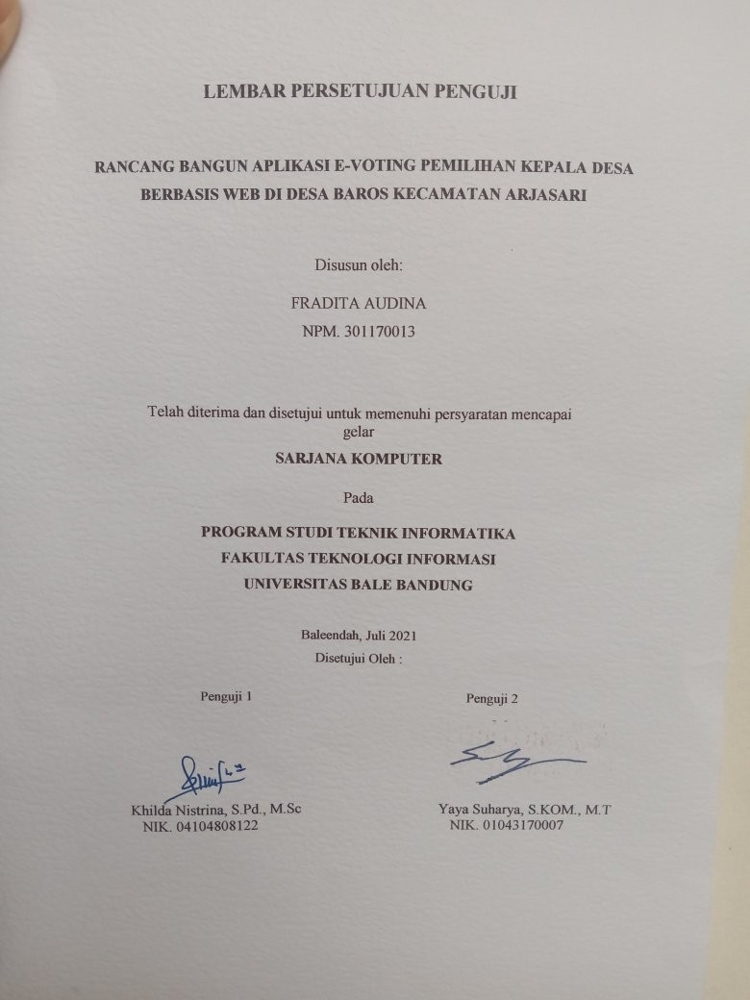 LEMBAR PERSETUJUAN PENGUJI
RANCANG BANGUN APLIKASI E-VOTING PEMILIHAN KEPALA DESA
BERBASIS WEB DI DESA BAROS KECAMATAN ARJASARI
Disusun oleh:
FRADITA AUDINA
NPM. 301170013
Telah diterima dan disetujui untuk memenuhi persyaratan mencapai
gelar
SARJANA KOMPUTER
Pada
PROGRAM STUDI TEKNIK INFORMATIKA
FAKULTAS TEKNOLOGI INFORMASI
UNIVERSITAS BALE BANDUNG
Baleendah, Juli 2021
Disetujui Oleh :
Penguji 1
Penguji 2
Khilda Nistrina, S.Pd., M.Sc
NIK. 04104808122
Yaya Suharya, S.KOM., M.T
NIK. 01043170007